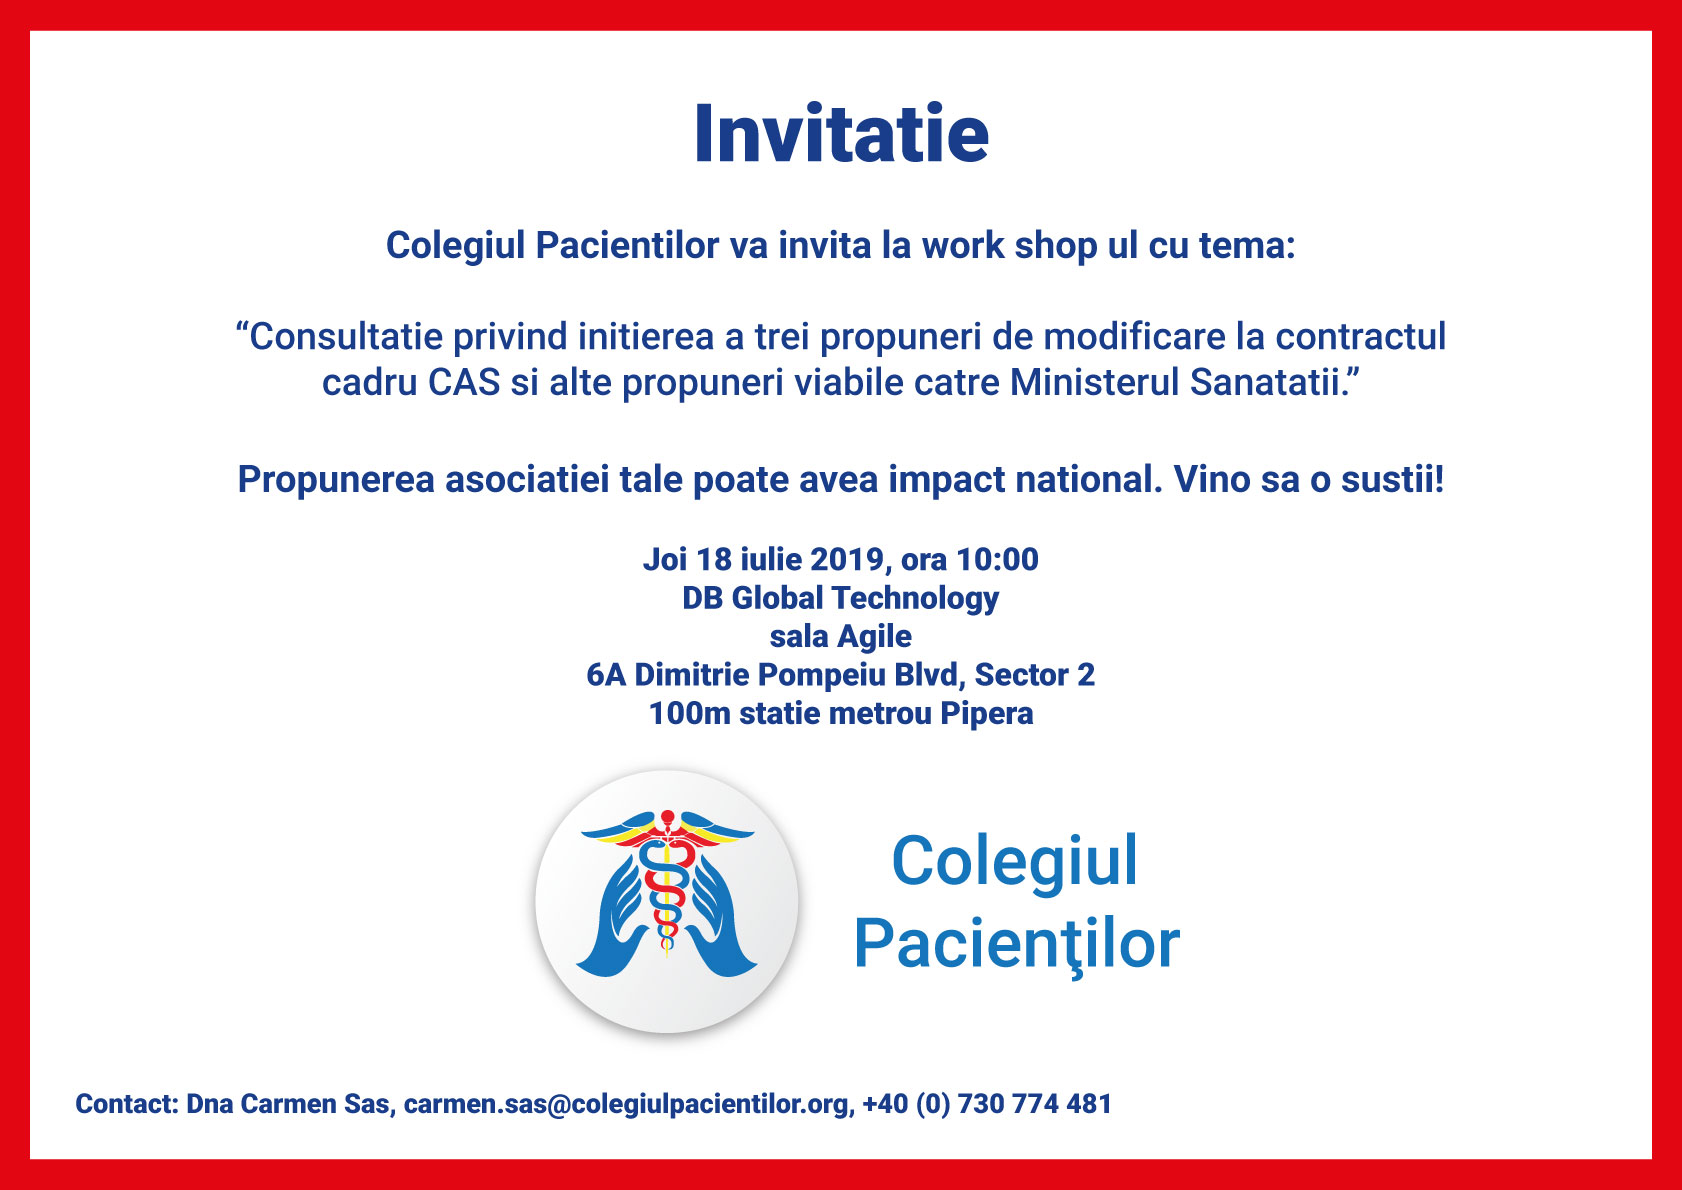 Invitatie
Colegiul Pacientilor va invita la work shop ul cu tema:
“Consultatie privind initierea a trei propuneri de modificare la contractul
cadru CAS si alte propuneri viabile catre Ministerul Sanatatii.”
Propunerea asociatiei tale poate avea impact national. Vino sa o sustii!
Joi 18 iulie 2019, ora 10:00
DB Global Technology
sala Agile
6A Dimitrie Pompeiu Blvd, Sector 2
100m statie metrou Pipera
Colegiul
Pacienţilor
Contact: Dna Carmen Sas, carmen.sas@colegiulpacientilor.org, +40 (0) 730 774 481